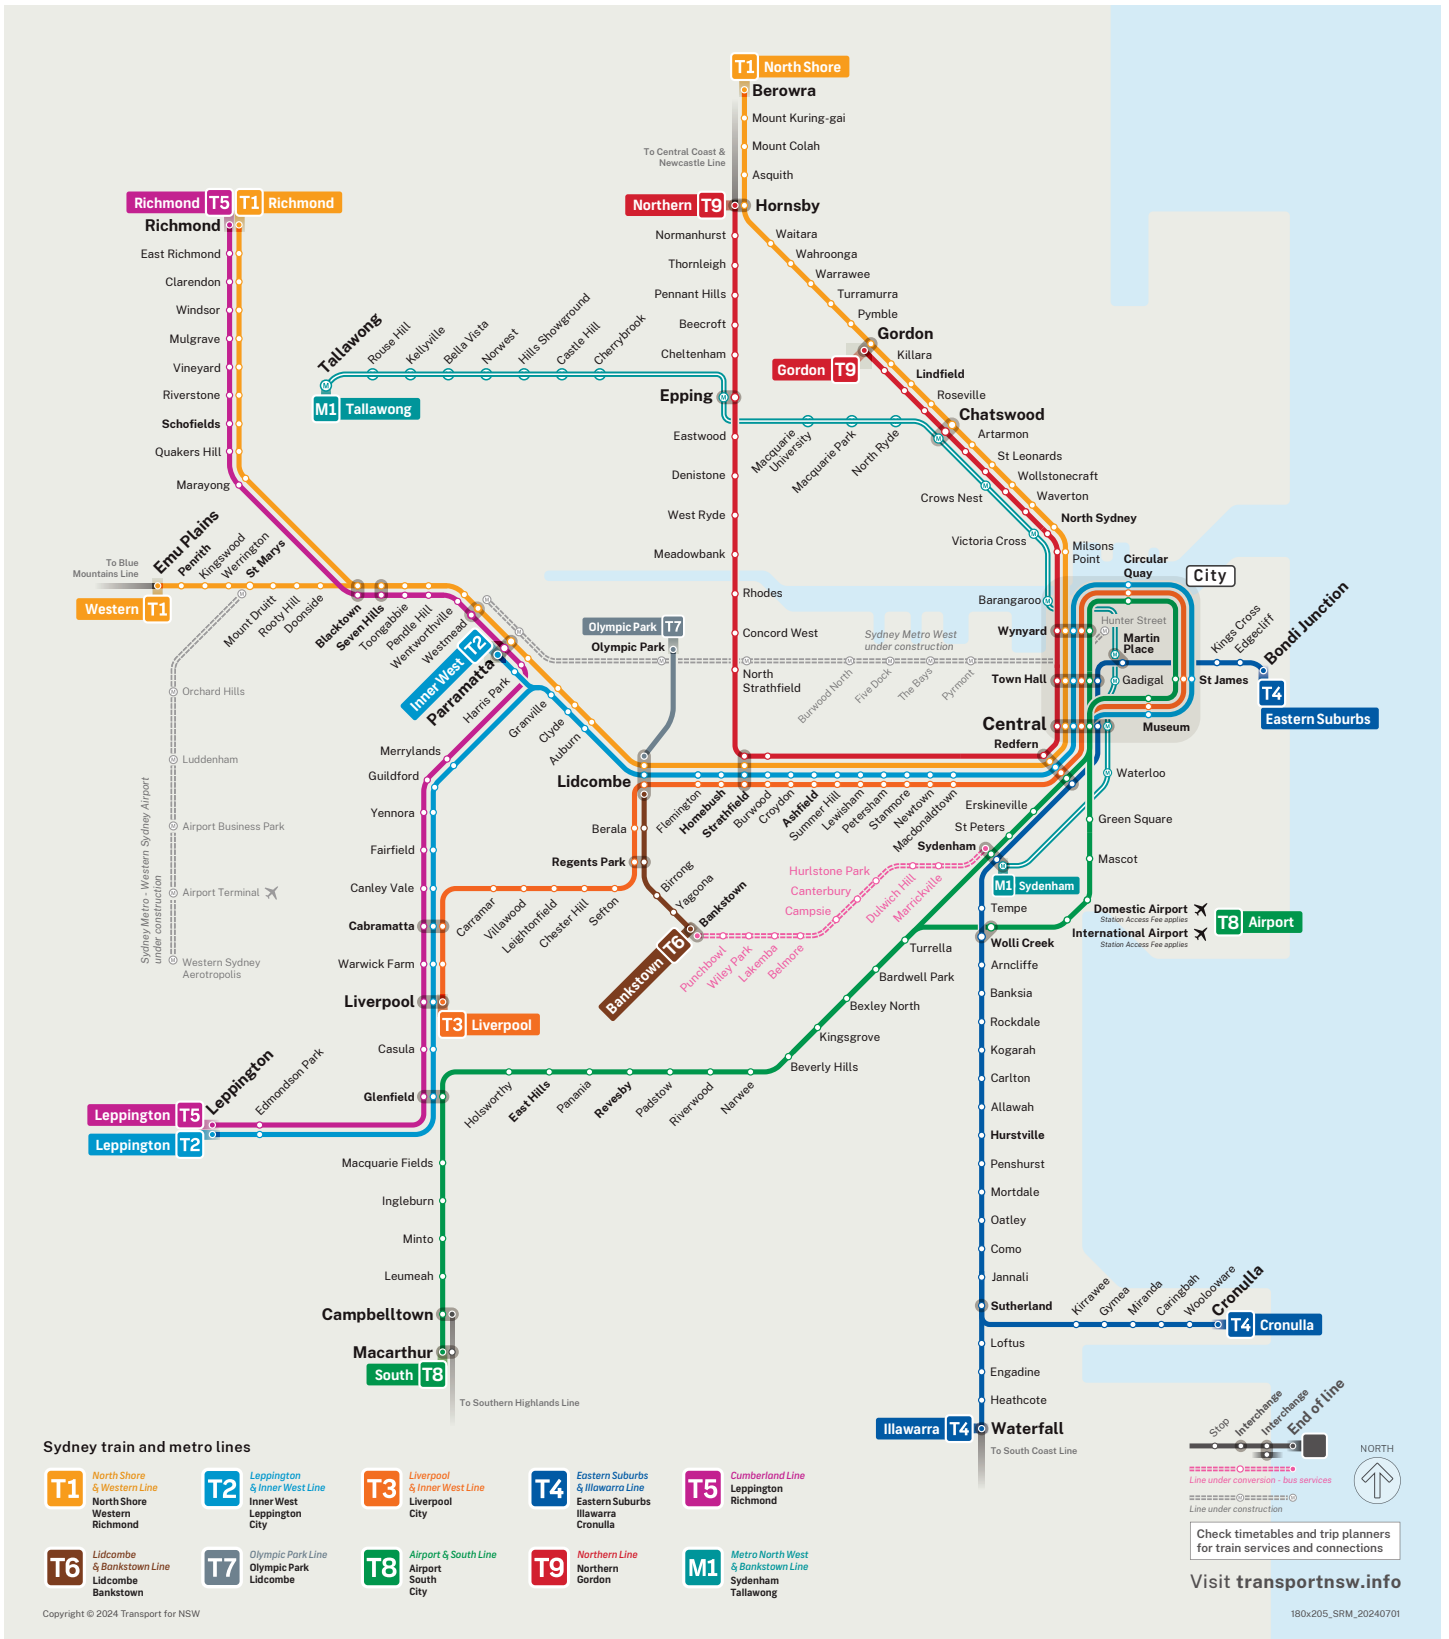 T1 North Shore
Berowra
Mount Kuring-gai
Mount Colah
Asquith
To Central Coast &
Newcastle Line
Northern T9
Hornsby
Richmond T5
T1 Richmond
Richmond
East Richmond
Clarendon
Windsor
Mulgrave
Vineyard
Riverstone
Schofields
Quakers Hill
Marayong
Normanhurst
Thornleigh
Pennant Hills
Beecroft
Cheltenham
Epping
Eastwood
Denistone
West Ryde
Meadowbank
Rhodes
Concord West
North
Strathfield
Waitara
Wahroonga
Warrawee
Turramurra
Pymble
Gordon
Gordon T9
Killara
Lindfield
Roseville
Chatswood
Artarmon
St Leonards
Wollstonecraft
Waverton
North Sydney
Milsons
Point
Tallawong
M1 Tallawong
Rouse Hill
Kellyville
Bella Vista
Norwest
Hills Showground
Castle Hill
Cherrybrook
Macquarie
University
Macquarie Park
North Ryde
Crows Nest
Victoria Cross
Barangaroo
To Blue
Mountains Line
Western T1
Emu Plains
Penrith
Kingswood
Werrington
St Marys
Mount Druitt
Rooty Hill
Doonside
Blacktown
Seven Hills
Toongabbie
Pendle Hill
Wentworthville
Westmead
Inner West T2
Parramatta
Harris Park
Granville
Clyde
Auburn
Lidcombe
Olympic Park T7
Olympic Park
Sydney Metro West
under construction
Burwood North
Five Dock
The Bays
Pyrmont
Circular
Quay
City
Wynyard
Hunter Street
Martin
Place
Town Hall
Gadigal
St James
Central
Museum
Redfern
Kings Cross
Edgecliff
Bondi Junction
T4
Eastern Suburbs
Orchard Hills
Luddenham
Airport Business Park
Airport Terminal
Western Sydney
Aerotropolis
Sydney Metro - Western Sydney Airport
under construction
Merrylands
Guildford
Yennora
Fairfield
Canley Vale
Cabramatta
Warwick Farm
Liverpool
T3 Liverpool
Casula
Glenfield
Flemington
Homebush
Strathfield
Burwood
Croydon
Ashfield
Summer Hill
Lewisham
Petersham
Stanmore
Newtown
Macdonaldtown
Erskineville
St Peters
Sydenham
M1 Sydenham
Waterloo
Green Square
Mascot
Domestic Airport
Station Access Fee applies
International Airport
Station Access Fee applies
T8 Airport
Berala
Regents Park
Birrong
Yagoona
Bankstown
Bankstown T6
Punchbowl
Wiley Park
Lakemba
Belmore
Campsie
Canterbury
Hurlstone Park
Dulwich Hill
Marrickville
Carramar
Villawood
Leightonfield
Chester Hill
Sefton
Tempe
Wolli Creek
Arncliffe
Banksia
Rockdale
Kogarah
Carlton
Allawah
Hurstville
Penshurst
Mortdale
Oatley
Como
Jannali
Sutherland
Loftus
Engadine
Heathcote
Waterfall
Illawarra T4
To South Coast Line
Kirrawee
Gymea
Miranda
Caringbah
Woolooware
Cronulla
T4 Cronulla
Turrella
Bardwell Park
Bexley North
Kingsgrove
Beverly Hills
Narwee
Riverwood
Padstow
Revesby
Panania
East Hills
Holsworthy
Leppington
Edmondson Park
Leppington T5
Leppington T2
Macquarie Fields
Ingleburn
Minto
Leumeah
Campbelltown
Macarthur
South T8
To Southern Highlands Line
Sydney train and metro lines
T1
North Shore
& Western Line
North Shore
Western
Richmond
T2
Leppington
& Inner West Line
Inner West
Leppington
City
T3
Liverpool
& Inner West Line
Liverpool
City
T4
Eastern Suburbs
& Illawarra Line
Eastern Suburbs
Illawarra
Cronulla
T5
Cumberland Line
Leppington
Richmond
T6
Lidcombe
& Bankstown Line
Lidcombe
Bankstown
T7
Olympic Park Line
Olympic Park
Lidcombe
T8
Airport & South Line
Airport
South
City
T9
Northern Line
Northern
Gordon
M1
Metro North West
& Bankstown Line
Sydenham
Tallawong
Stop
Interchange
Interchange
End of line
Line under conversion - bus services
Line under construction
NORTH
Check timetables and trip planners
for train services and connections
Visit transportnsw.info
Copyright © 2024 Transport for NSW
180x205_SRM_20240701